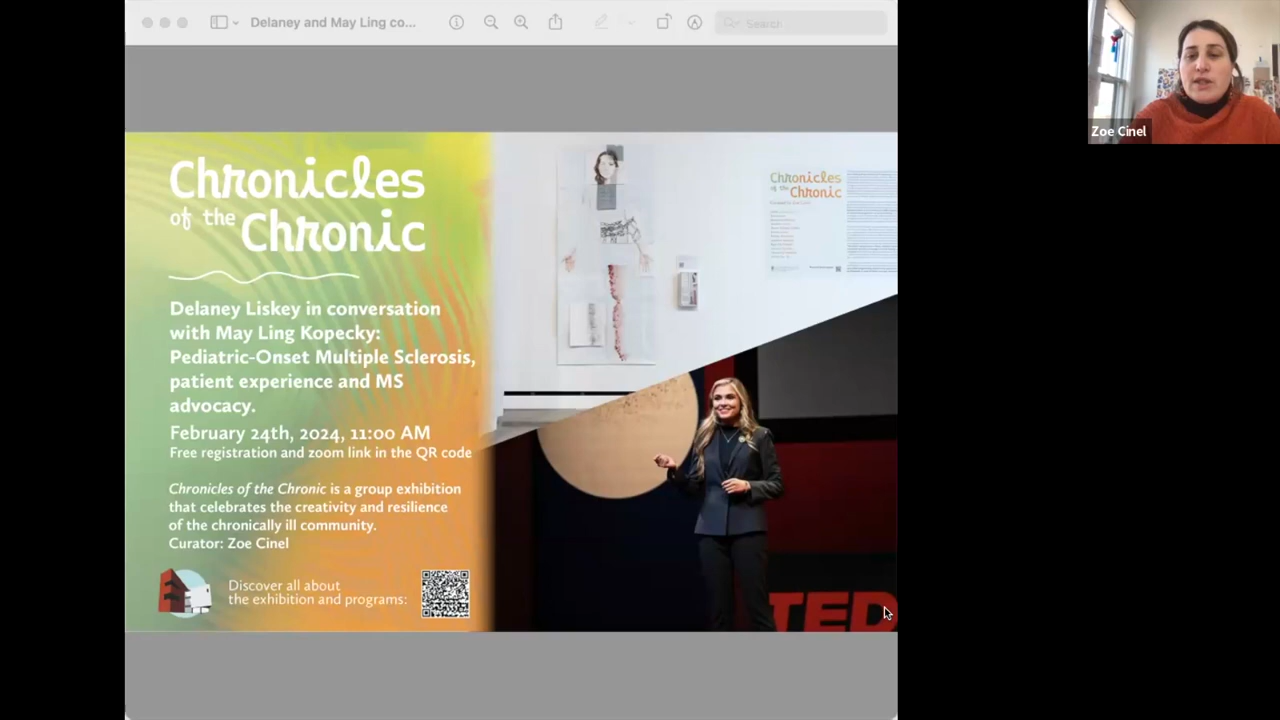 Delaney and May Ling co...
Search
Zoe Cinel
Chronicles
of the
Chronic
Delaney Liskey in conversation
with May Ling Kopecky:
Pediatric-Onset Multiple Sclerosis,
patient experience and MS
advocacy.
February 24th, 2024, 11:00 AM
Free registration and zoom link in the QR code
Chronicles of the Chronic is a group exhibition
that celebrates the creativity and resilience
of the chronically ill community.
Curator: Zoe Cinel
Discover all about
the exhibition and programs:
Chronicles
of the
Chronic
TED